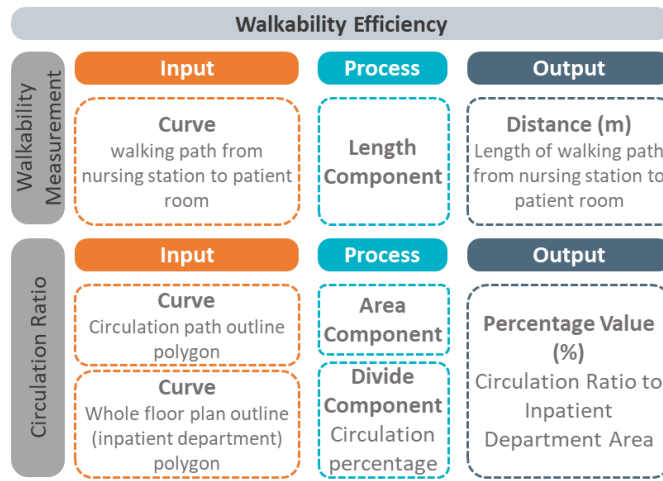 Walkability Efficiency
Walkability
Measurement
Input
Process
Output
Curve
walking path from
nursing station to patient
room
Length
Component
Distance (m)
Length of walking path
from nursing station to
patient room
Circulation Ratio
Input
Process
Output
Curve
Circulation path outline
polygon
Area
Component
Curve
Whole floor plan outline
(inpatient department)
polygon
Divide
Component
Circulation
percentage
Percentage Value
(%)
Circulation Ratio to
Inpatient
Department Area